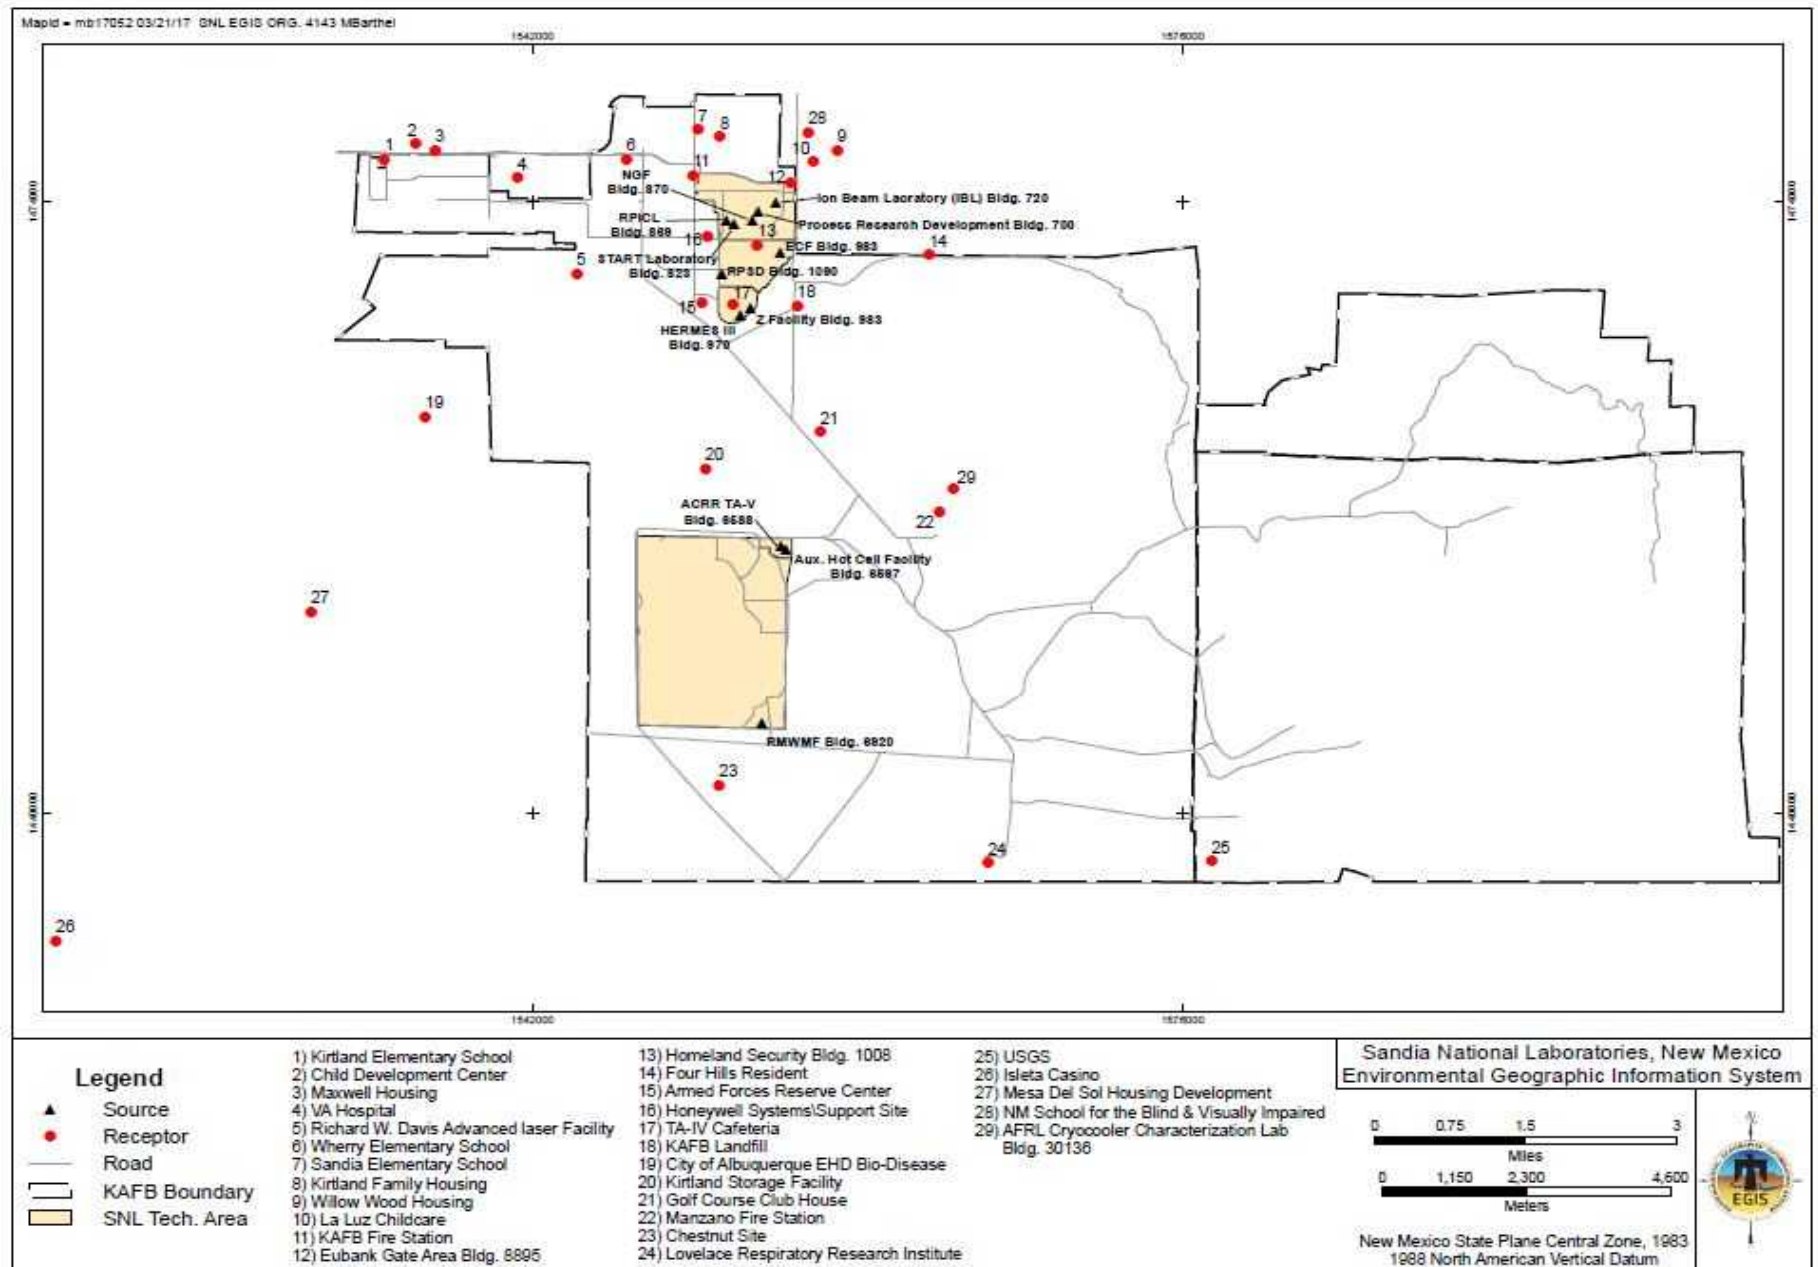 MapId = mb17052 03/21/17 SNL EGIS ORG. 4143 MBarthel
1542000
1576000
1474000
1474000
7
8
28
9
2
3
1
6
10
4
11
12
NGF
Bldg. 870
Ion Beam Laoratory (IBL) Bldg. 720
RPICL
Bldg. 869
Process Research Development Bldg. 700
16
13
ECF Bldg. 983
14
START Laboratory
Bldg. 823
5
RPSD Bldg. 1090
15
17
18
Z Facility Bldg. 983
HERMES III
Bldg. 970
19
21
20
29
ACRR TA-V
Bldg. 6588
22
Aux. Hot Cell Facility
Bldg. 6597
27
RMWMF Bldg. 6920
23
1440000
1440000
24
25
26
1542000
1576000
Legend
Source
Receptor
Road
KAFB Boundary
SNL Tech. Area
1) Kirtland Elementary School
2) Child Development Center
3) Maxwell Housing
4) VA Hospital
5) Richard W. Davis Advanced laser Facility
6) Wherry Elementary School
7) Sandia Elementary School
8) Kirtland Family Housing
9) Willow Wood Housing
10) La Luz Childcare
11) KAFB Fire Station
12) Eubank Gate Area Bldg. 8895
13) Homeland Security Bldg. 1008
14) Four Hills Resident
15) Armed Forces Reserve Center
16) Honeywell Systems\Support Site
17) TA-IV Cafeteria
18) KAFB Landfill
19) City of Albuquerque EHD Bio-Disease
20) Kirtland Storage Facility
21) Golf Course Club House
22) Manzano Fire Station
23) Chestnut Site
24) Lovelace Respiratory Research Institute
25) USGS
26) Isleta Casino
27) Mesa Del Sol Housing Development
28) NM School for the Blind & Visually Impaired
29) AFRL Cryocooler Characterization Lab
Bldg. 30136
Sandia National Laboratories, New Mexico
Environmental Geographic Information System
0 0.75 1.5 3
Miles
0 1,150 2,300 4,600
Meters
New Mexico State Plane Central Zone, 1983
1988 North American Vertical Datum
EGIS